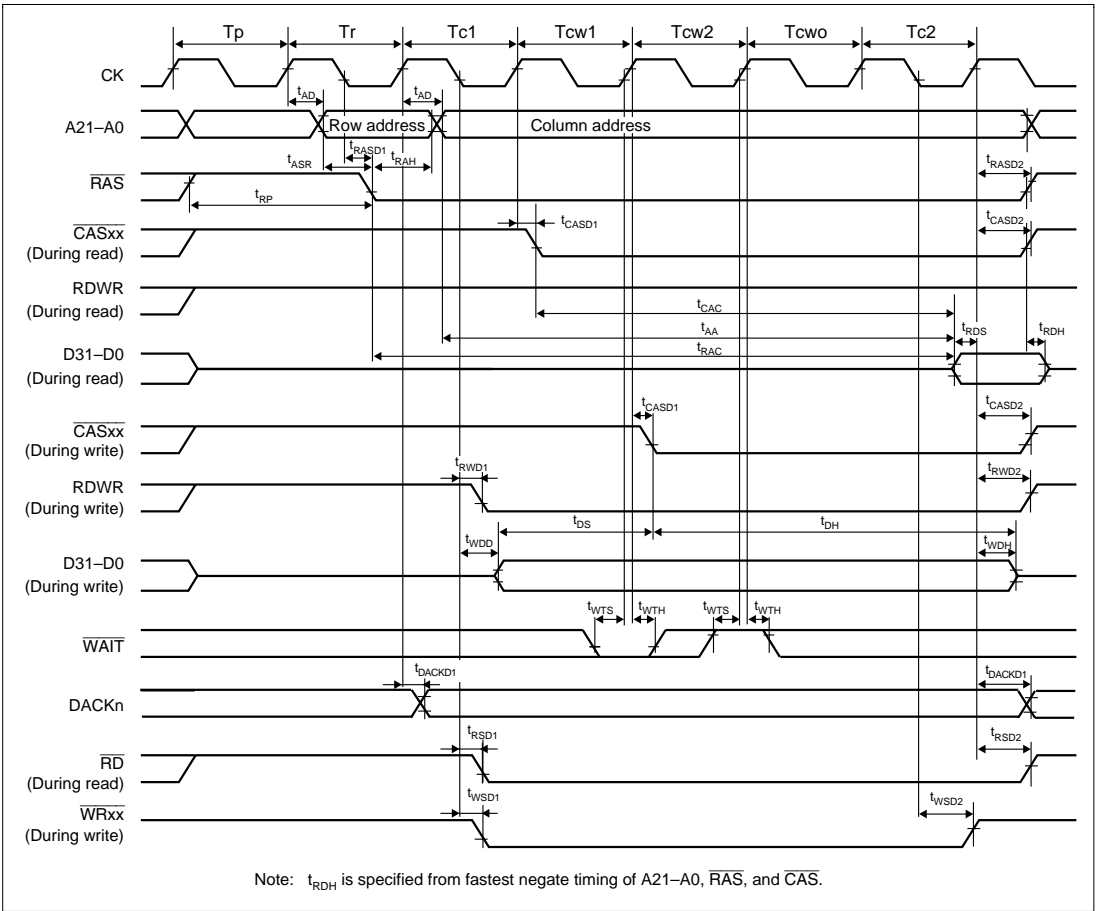 Tp Tr Tc1 Tcw1 Tcw2 Tcwo Tc2
CK
tAD tAD
A21–A0 Row address Column address
tRASD1
tASR tRAH tRASD2
RAS
tRP
tCASD1 tCASD2
CASxx
(During read)
RDWR
(During read)
tCAC
tAA tRDS tRDH
tRAC
D31–D0
(During read)
tCASD1 tCASD2
CASxx
(During write)
tRWD1 tRWD2
RDWR
(During write)
tDS tDH
tWDD tWDH
D31–D0
(During write)
tWTS tWTH tWTS tWTH
WAIT
tDACKD1 tDACKD1
DACKn
tRSD1 tRSD2
RD
(During read)
tWSD1 tWSD2
WRxx
(During write)
Note: tRDH is specified from fastest negate timing of A21–A0, RAS, and CAS.